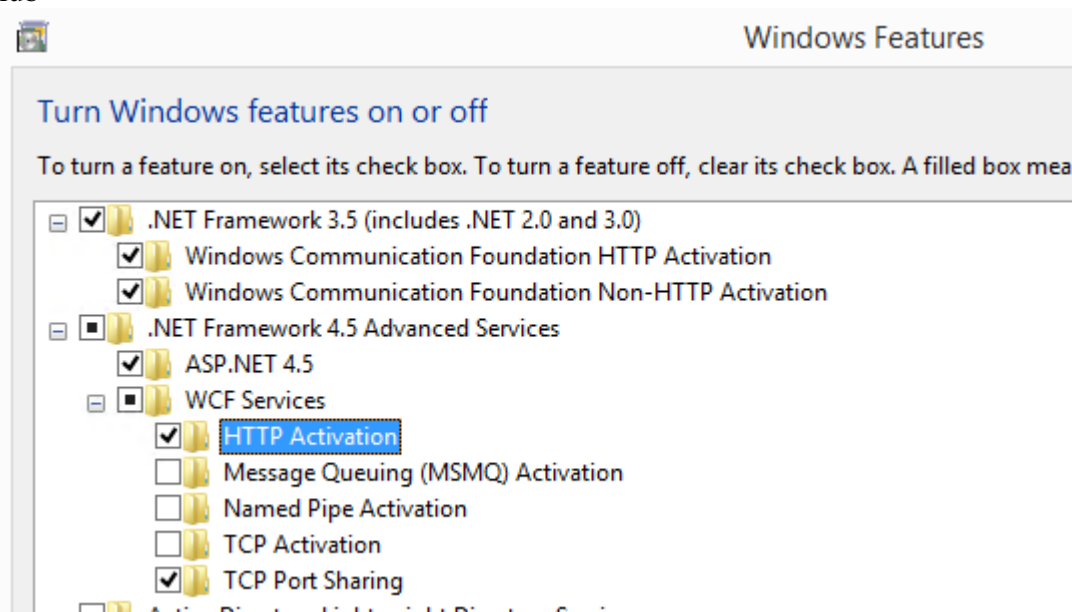 Windows Features
Turn Windows features on or off
To turn a feature on, select its check box. To turn a feature off, clear its check box. A filled box mea
.NET Framework 3.5 (includes .NET 2.0 and 3.0)
Windows Communication Foundation HTTP Activation
Windows Communication Foundation Non-HTTP Activation
.NET Framework 4.5 Advanced Services
ASP.NET 4.5
WCF Services
HTTP Activation
Message Queuing (MSMQ) Activation
Named Pipe Activation
TCP Activation
TCP Port Sharing